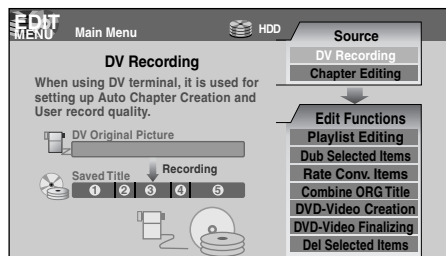 EDIT
MENU
Main Menu
HDD
DV Recording
When using DV terminal, it is used for
setting up Auto Chapter Creation and
User record quality.
DV Original Picture
Recording
Saved Title
1 2 3 4 5
Source
DV Recording
Chapter Editing
Edit Functions
Playlist Editing
Dub Selected Items
Rate Conv. Items
Combine ORG Title
DVD-Video Creation
DVD-Video Finalizing
Del Selected Items